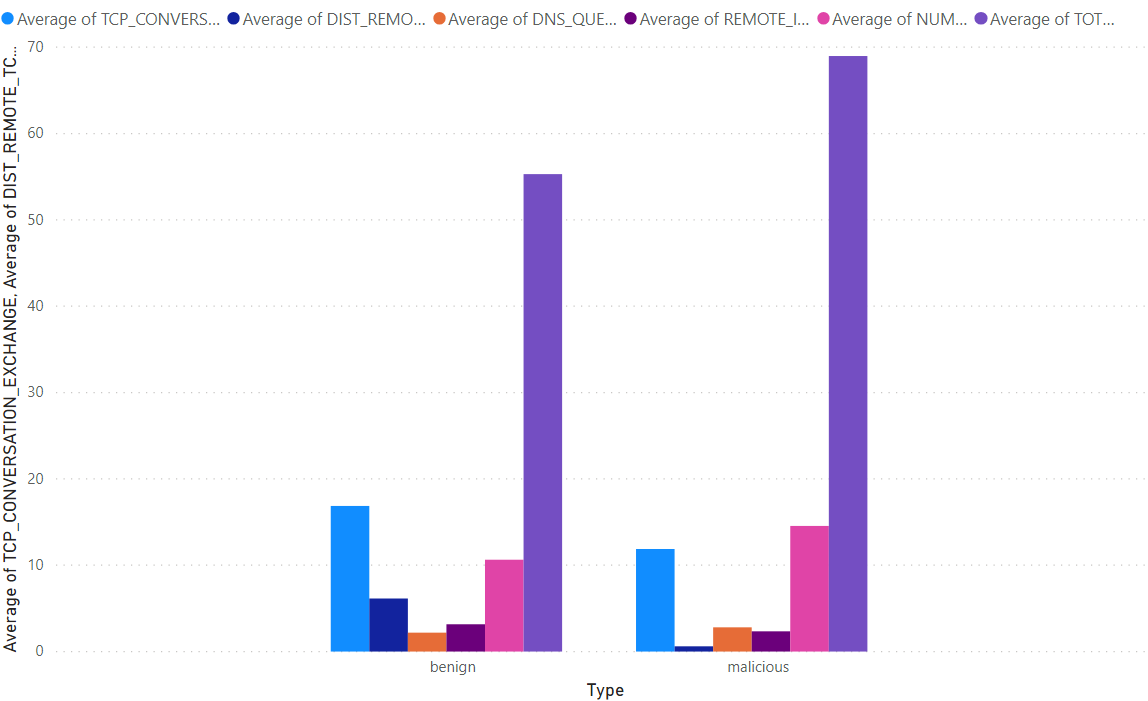 Average of TCP_CONVERS... Average of DIST_REMO... Average of DNS_QUE... Average of REMOTE_I... Average of NUM... Average of TOT...
Average of TCP_CONVERSATION_EXCHANGE, Average of DIST_REMOTE_TC...
70
60
50
40
30
20
10
0
benign malicious
Type